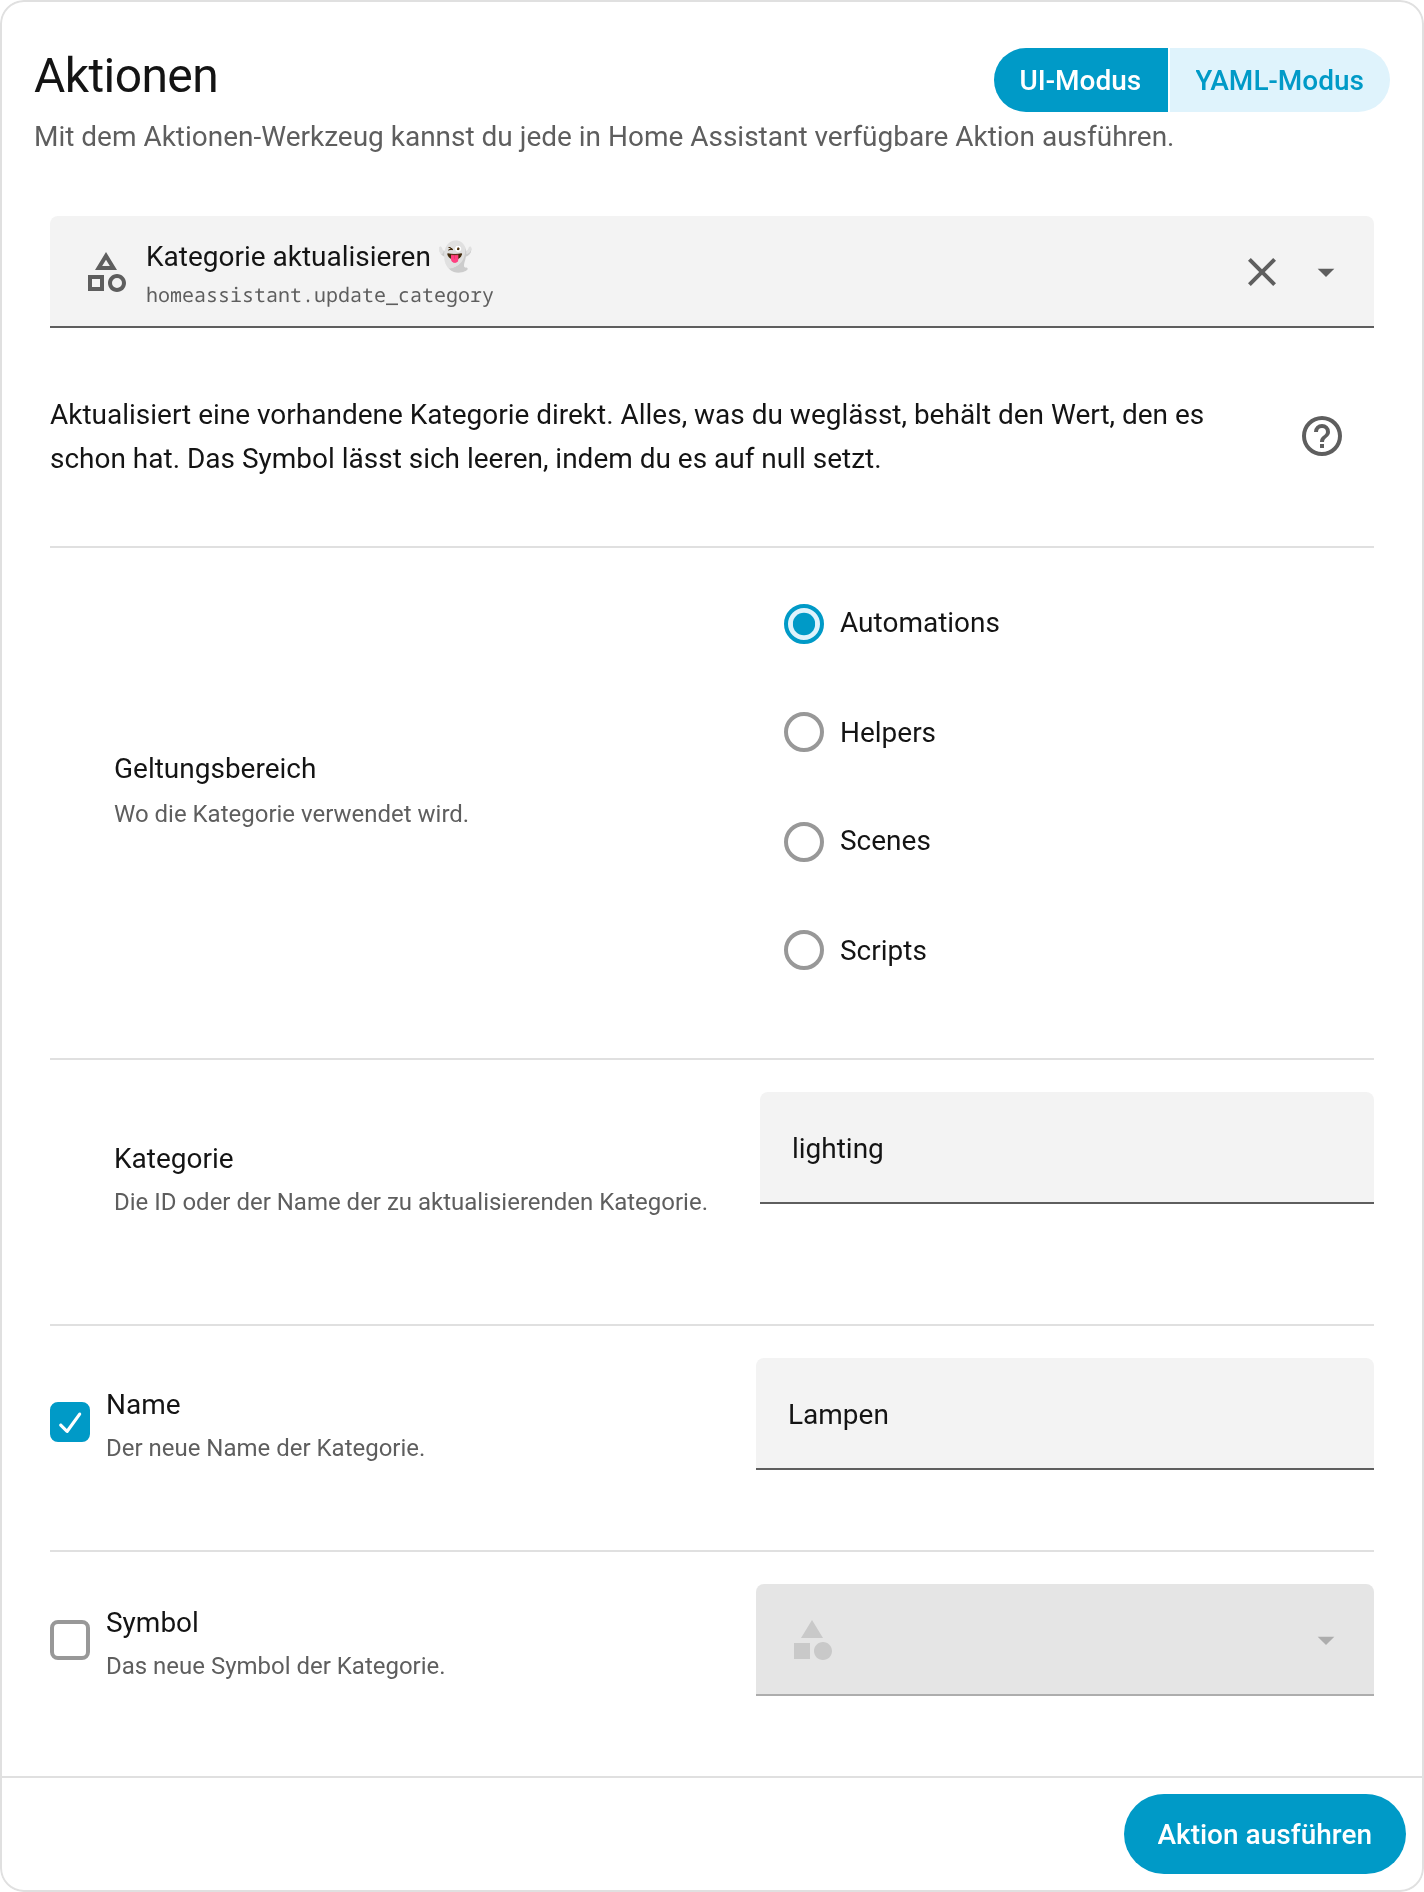 Aktionen
UI-Modus
YAML-Modus
Mit dem Aktionen-Werkzeug kannst du jede in Home Assistant verfügbare Aktion ausführen.
Kategorie aktualisieren 👻
homeassistant.update_category
Aktualisiert eine vorhandene Kategorie direkt. Alles, was du weglässt, behält den Wert, den es
schon hat. Das Symbol lässt sich leeren, indem du es auf null setzt.
Automations
Helpers
Geltungsbereich
Wo die Kategorie verwendet wird.
Scenes
Scripts
Kategorie
Die ID oder der Name der zu aktualisierenden Kategorie.
lighting
Name
Der neue Name der Kategorie.
Lampen
Symbol
Das neue Symbol der Kategorie.
Aktion ausführen